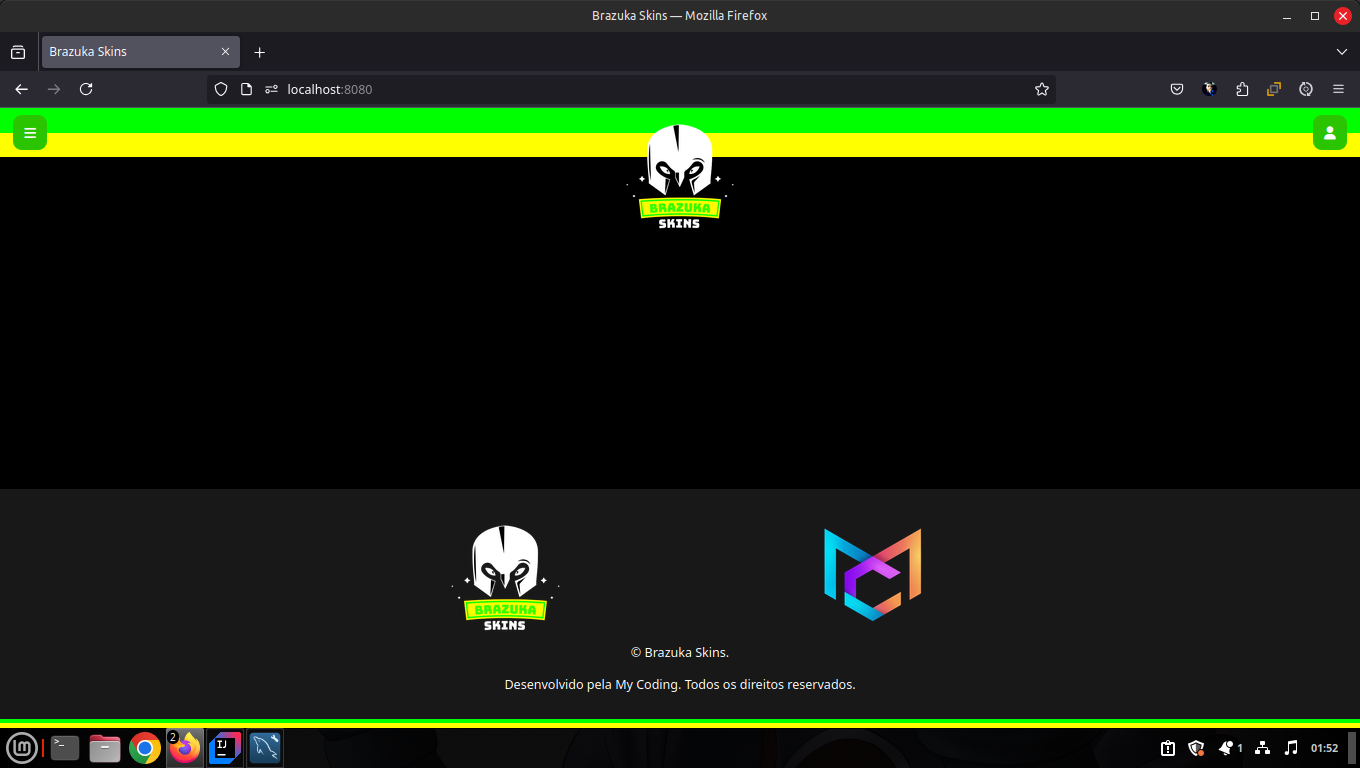 Brazuka Skins — Mozilla Firefox
Brazuka Skins
localhost:8080
BRAZUKA
SKINS
BRAZUKA
SKINS
© Brazuka Skins.
Desenvolvido pela My Coding. Todos os direitos reservados.
>_
2
IJ
1
01:52